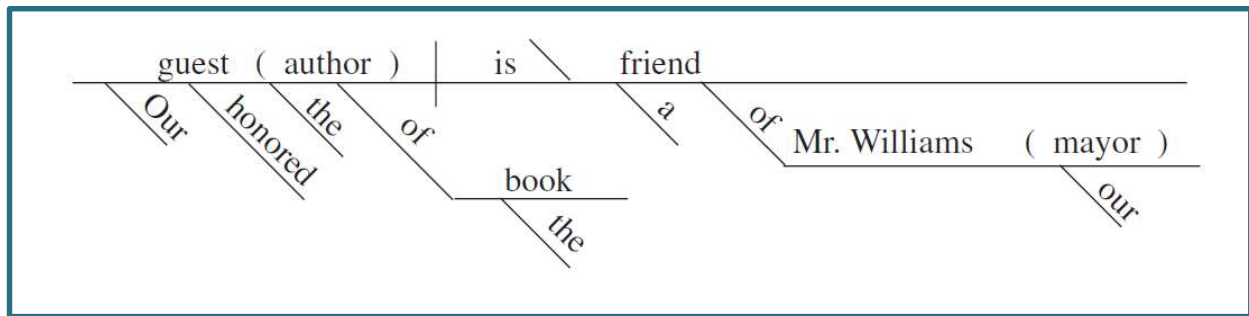 guest ( author ) is friend
Our honored the of a of
Mr. Williams ( mayor )
book our
the